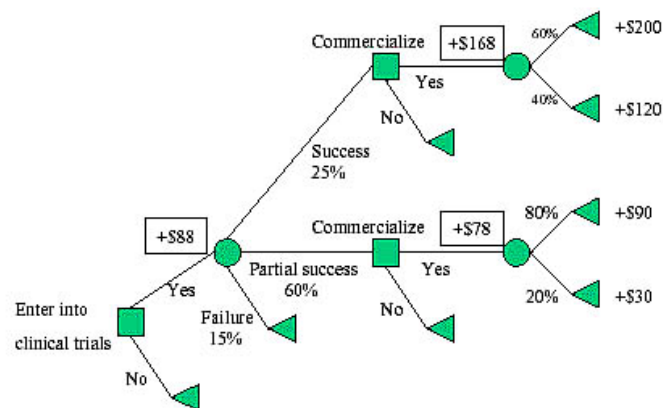 +$200
60%
Commercialize
+$168
Yes
40%
+$120
No
Success
25%
80%
+$90
Commercialize
+$78
+$88
Partial success
60%
Yes
20%
+$30
Yes
Enter into
clinical trials
Failure
15%
No
No